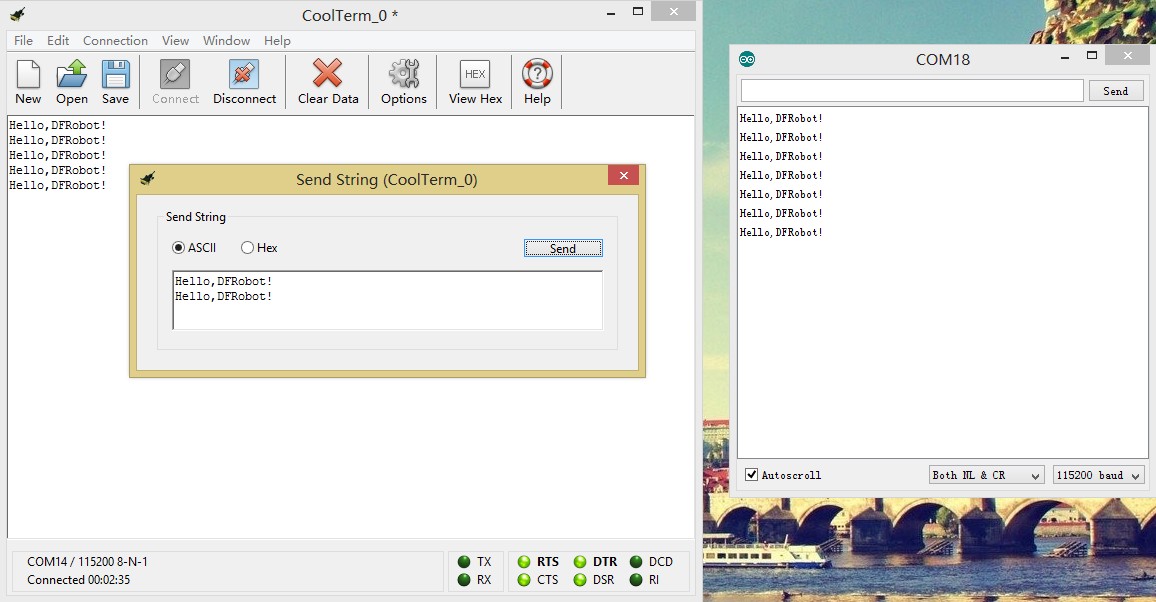 CoolTerm_0 *
File Edit Connection View Window Help
New Open Save Connect Disconnect Clear Data Options HEX View Hex Help
Hello,DFRobot!
Hello,DFRobot!
Hello,DFRobot!
Hello,DFRobot!
Hello,DFRobot!
Send String (CoolTerm_0)
Send String
ASCII Hex Send
Hello,DFRobot!
Hello,DFRobot!
COM14 / 115200 8-N-1
Connected 00:02:35
TX RTS DTR DCD
RX CTS DSR RI
COM18
Send
Hello,DFRobot!
Hello,DFRobot!
Hello,DFRobot!
Hello,DFRobot!
Hello,DFRobot!
Hello,DFRobot!
Hello,DFRobot!
Autoscroll Both NL & CR 115200 baud